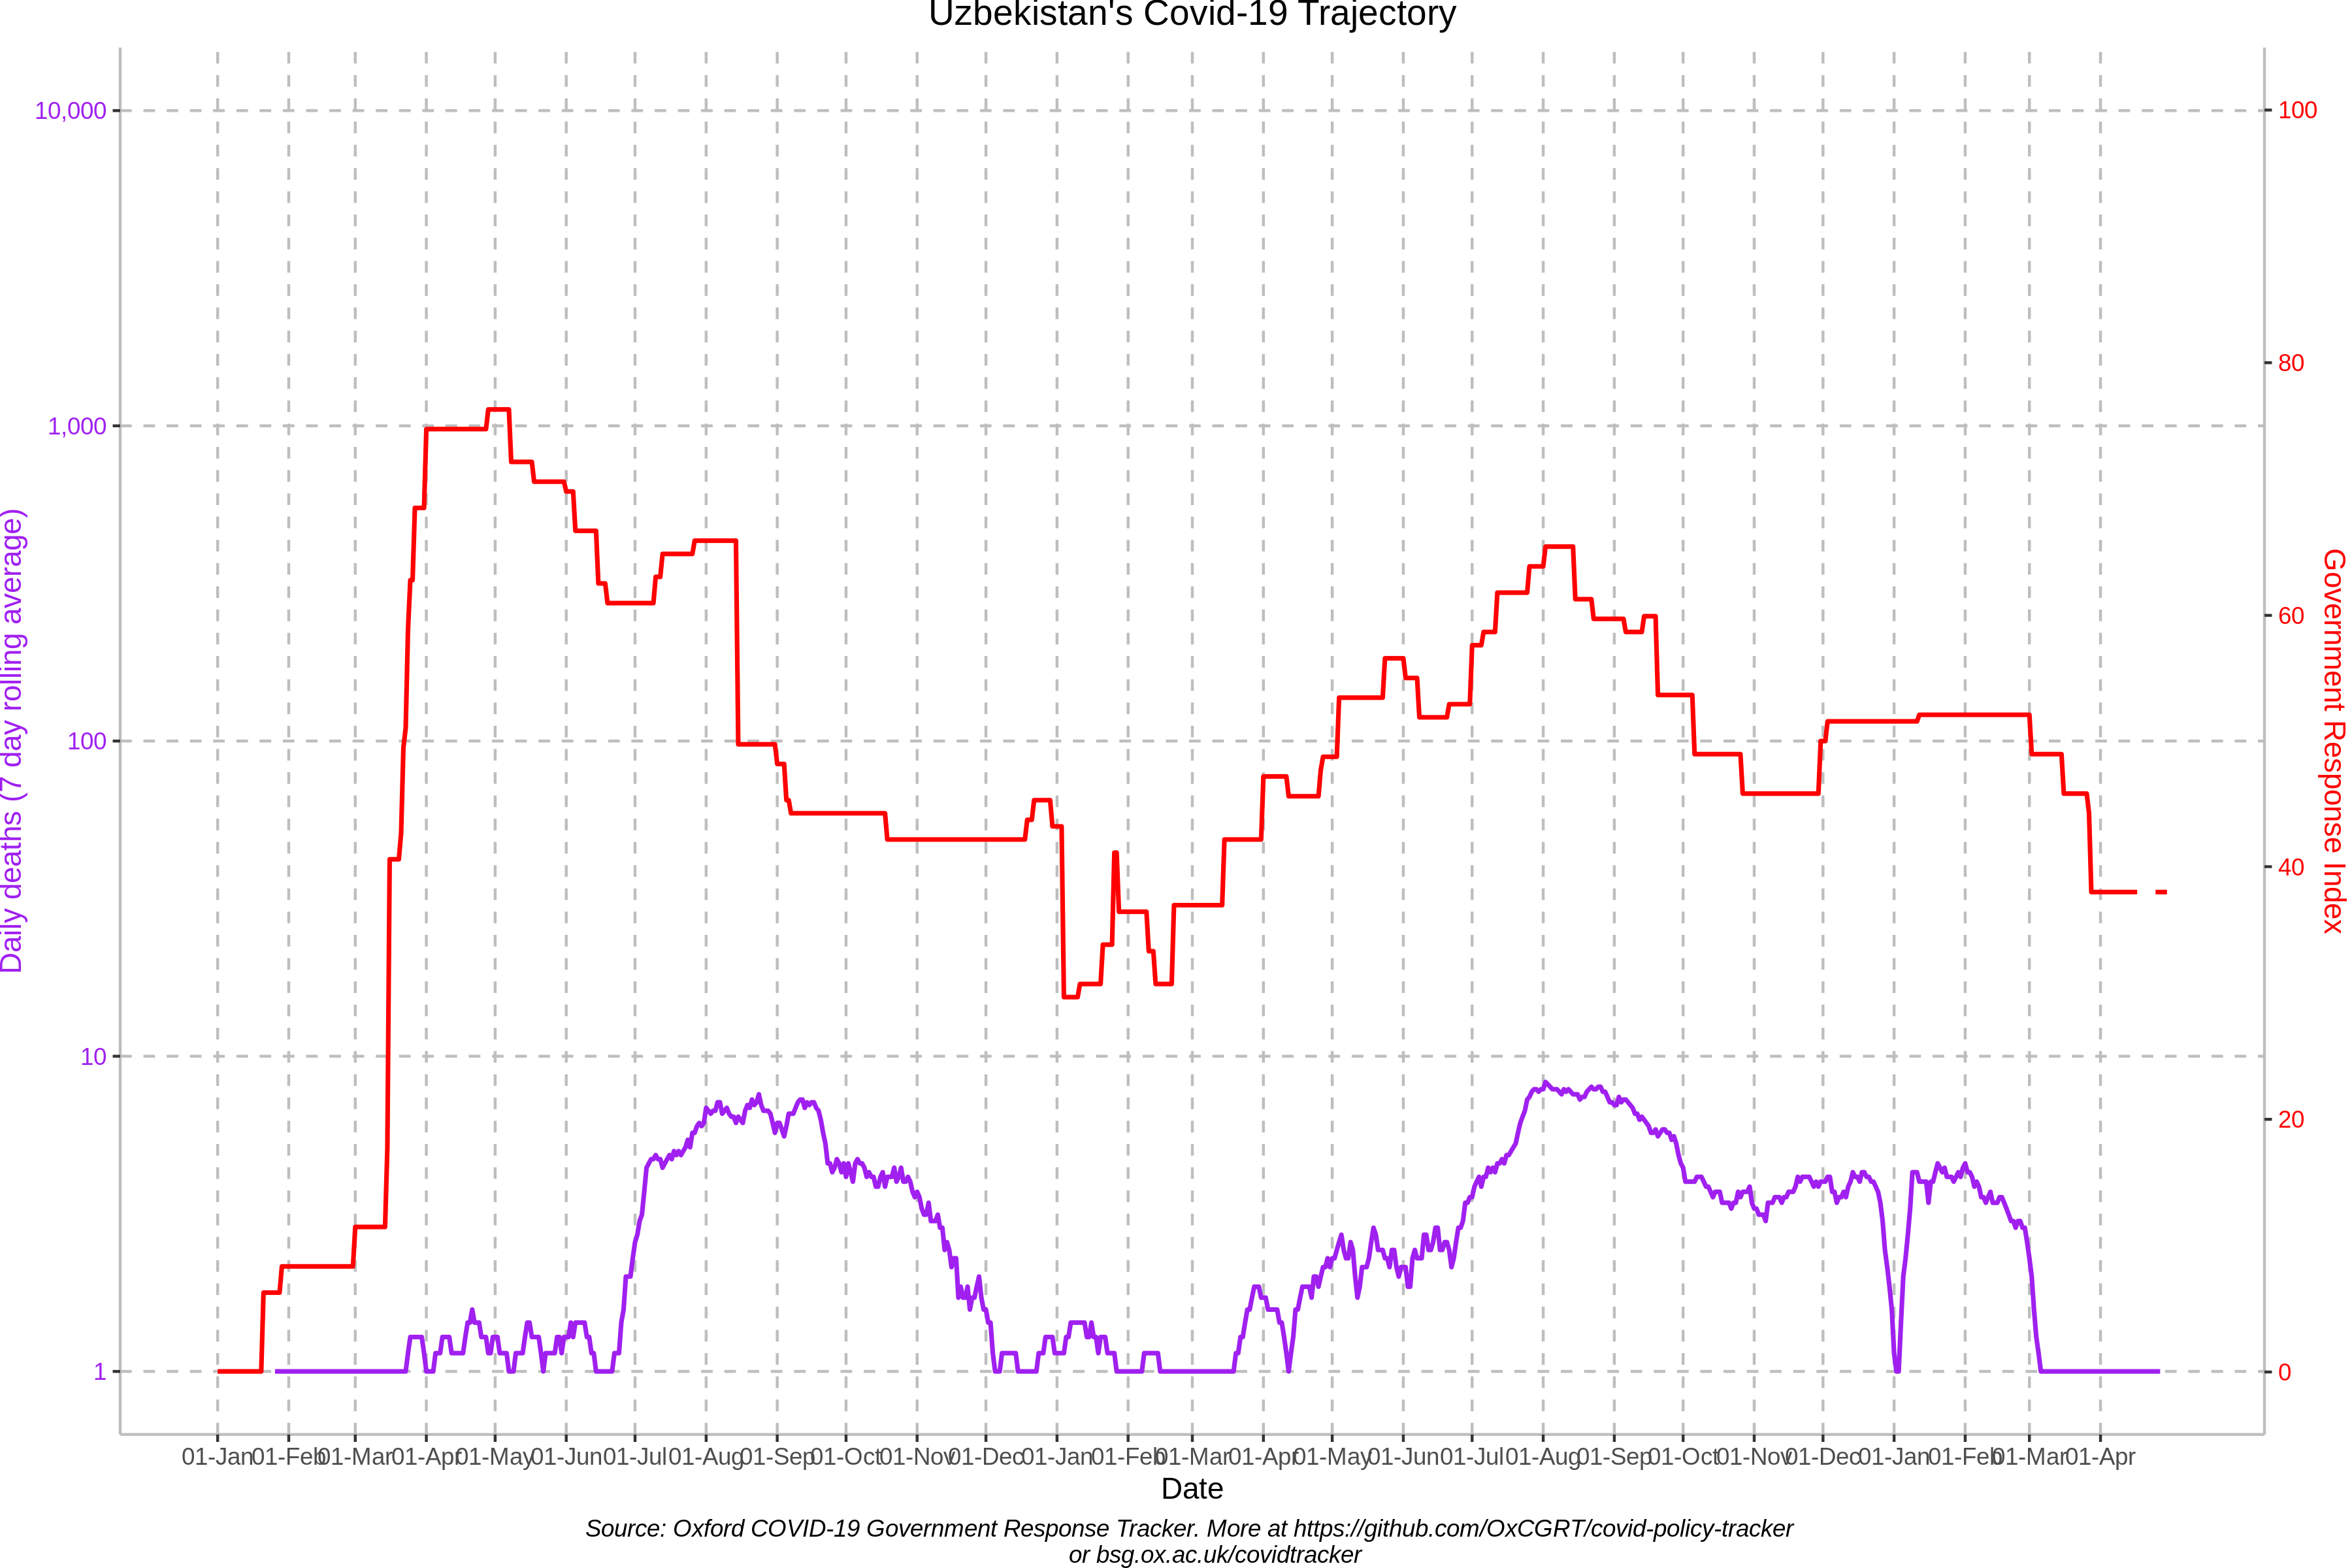 Uzbekistan's Covid-19 Trajectory
10,000
1,000
100
10
1
Daily deaths (7 day rolling average)
100
80
60
40
20
0
Government Response Index
01-Jan 01-Feb 01-Mar 01-Apr 01-May 01-Jun 01-Jul 01-Aug 01-Sep 01-Oct 01-Nov 01-Dec 01-Jan 01-Feb 01-Mar 01-Apr 01-May 01-Jun 01-Jul 01-Aug 01-Sep 01-Oct 01-Nov 01-Dec 01-Jan 01-Feb 01-Mar 01-Apr
Date
Source: Oxford COVID-19 Government Response Tracker. More at https://github.com/OxCGRT/covid-policy-tracker
or bsg.ox.ac.uk/covidtracker